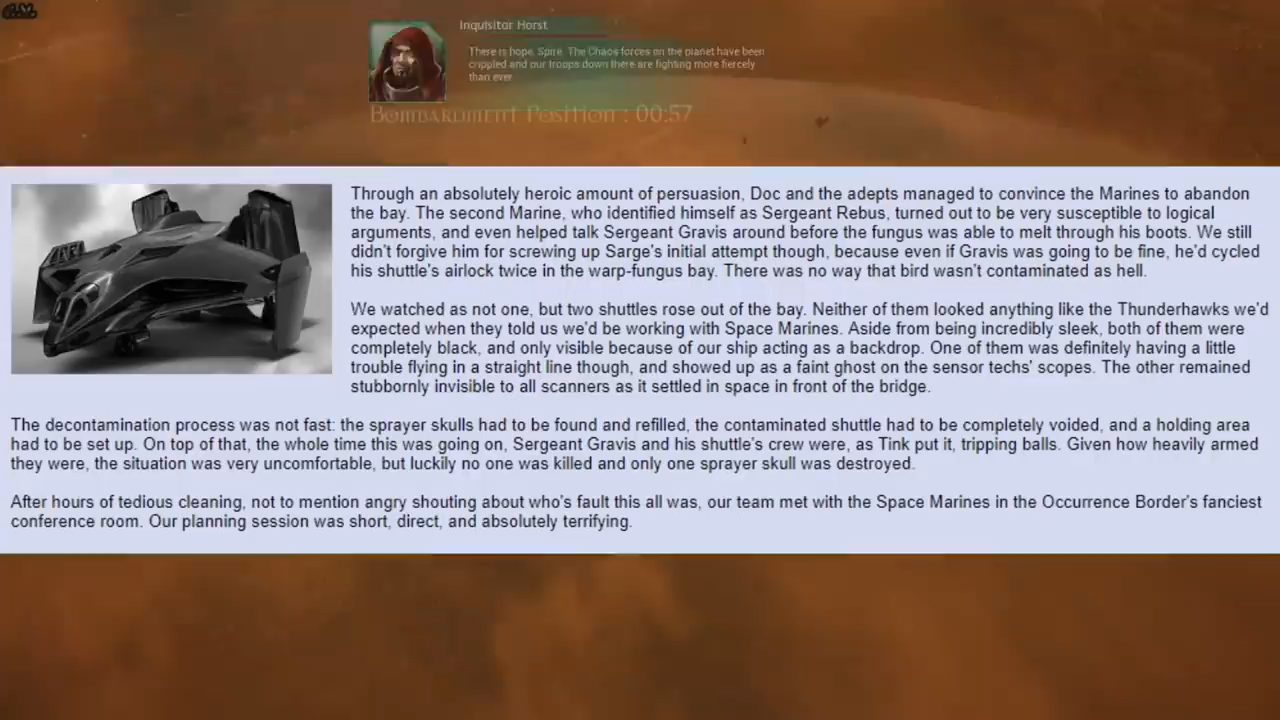 Inquisitor Horst
There is hope, Spire. The Chaos forces on the planet have been
crippled and our troops down there are fighting more fiercely
than ever
Bombardment Position : 00:57
Through an absolutely heroic amount of persuasion, Doc and the adepts managed to convince the Marines to abandon
the bay. The second Marine, who identified himself as Sergeant Rebus, turned out to be very susceptible to logical
arguments, and even helped talk Sergeant Gravis around before the fungus was able to melt through his boots. We still
didn't forgive him for screwing up Sarge's initial attempt though, because even if Gravis was going to be fine, he'd cycled
his shuttle's airlock twice in the warp-fungus bay. There was no way that bird wasn't contaminated as hell.
We watched as not one, but two shuttles rose out of the bay. Neither of them looked anything like the Thunderhawks we'd
expected when they told us we'd be working with Space Marines. Aside from being incredibly sleek, both of them were
completely black, and only visible because of our ship acting as a backdrop. One of them was definitely having a little
trouble flying in a straight line though, and showed up as a faint ghost on the sensor techs' scopes. The other remained
stubbornly invisible to all scanners as it settled in space in front of the bridge.
The decontamination process was not fast: the sprayer skulls had to be found and refilled, the contaminated shuttle had to be completely voided, and a holding area
had to be set up. On top of that, the whole time this was going on, Sergeant Gravis and his shuttle's crew were, as Tink put it, tripping balls. Given how heavily armed
they were, the situation was very uncomfortable, but luckily no one was killed and only one sprayer skull was destroyed.
After hours of tedious cleaning, not to mention angry shouting about who's fault this all was, our team met with the Space Marines in the Occurrence Border's fanciest
conference room. Our planning session was short, direct, and absolutely terrifying.